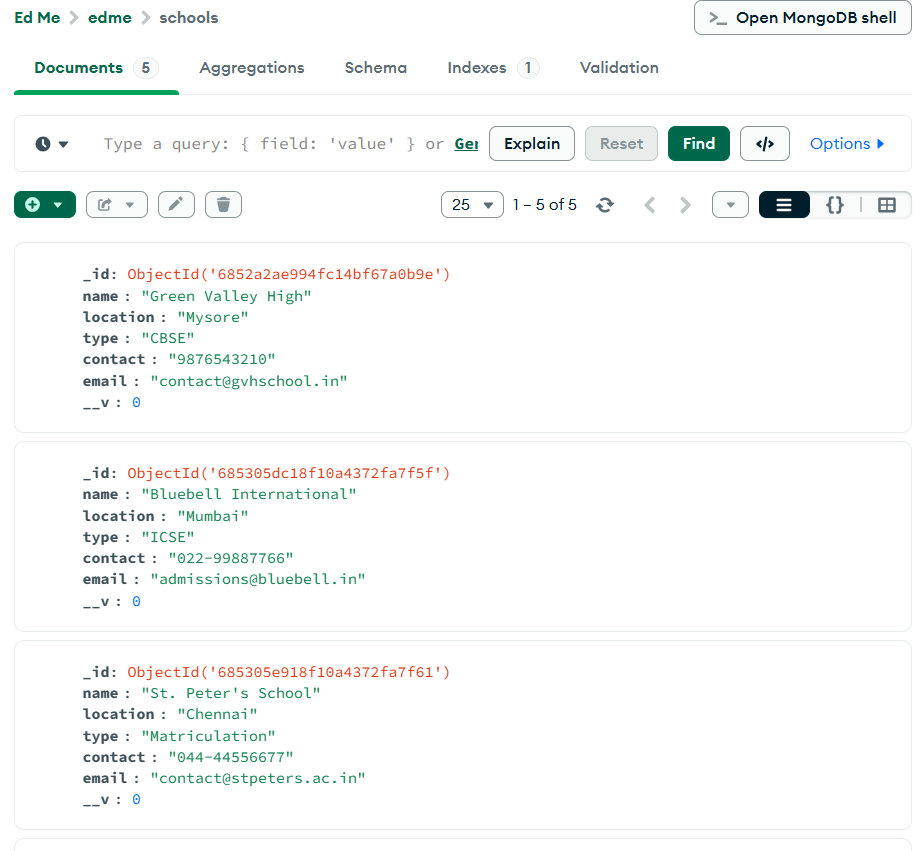 Ed Me > edme > schools
>_ Open MongoDB shell
Documents 5 Aggregations Schema Indexes 1 Validation
Type a query: { field: 'value' } or Ger Explain Reset Find </> Options
25 1 – 5 of 5 {}
_id: ObjectId('6852a2ae994fc14bf67a0b9e')
name : "Green Valley High"
location : "Mysore"
type : "CBSE"
contact : "9876543210"
email : "contact@gvhschool.in"
__v : 0
_id: ObjectId('685305dc18f10a4372fa7f5f')
name : "Bluebell International"
location : "Mumbai"
type : "ICSE"
contact : "022-99887766"
email : "admissions@bluebell.in"
__v : 0
_id: ObjectId('685305e918f10a4372fa7f61')
name : "St. Peter's School"
location : "Chennai"
type : "Matriculation"
contact : "044-44556677"
email : "contact@stpeters.ac.in"
__v : 0